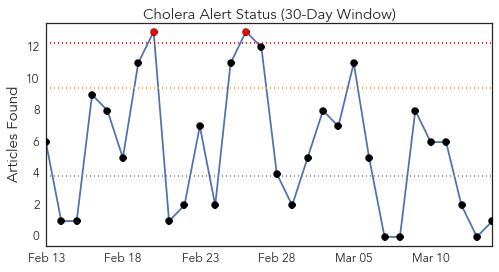 Cholera Alert Status (30-Day Window)
Articles Found
12
10
8
6
4
2
0
Feb 13 Feb 18 Feb 23 Feb 28 Mar 05 Mar 10